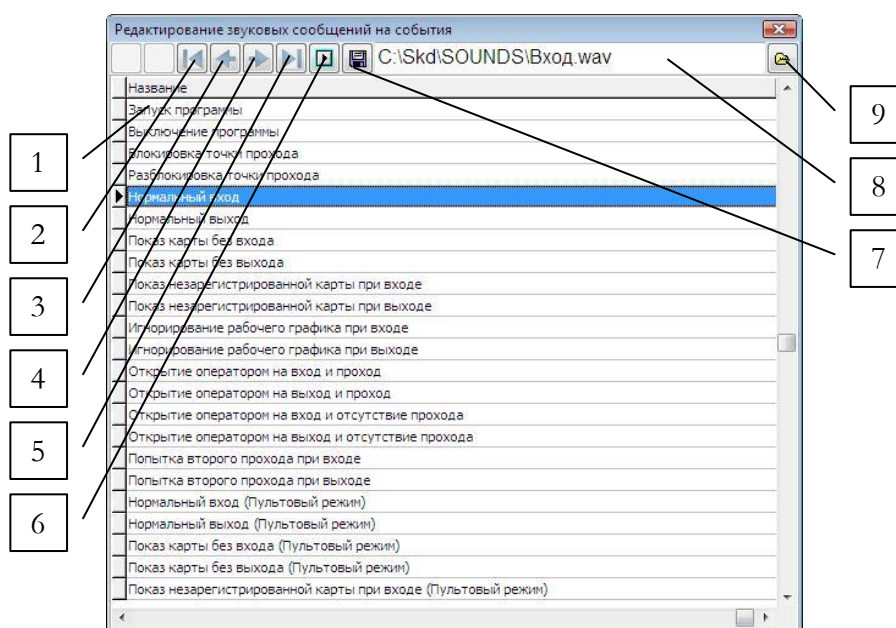 Редактирование звуковых сообщений на события
C:\Skd\SOUNDS\Вход.wav
Название
Запуск программы
Выключение программы
Блокировка точки прохода
Разблокировка точки прохода
Нормальный вход
Нормальный выход
Показ карты без входа
Показ карты без выхода
Показ незарегистрированной карты при входе
Показ незарегистрированной карты при выходе
Игнорирование рабочего графика при входе
Игнорирование рабочего графика при выходе
Открытие оператором на вход и проход
Открытие оператором на выход и проход
Открытие оператором на вход и отсутствие прохода
Открытие оператором на выход и отсутствие прохода
Попытка второго прохода при входе
Попытка второго прохода при выходе
Нормальный вход (Пультовый режим)
Нормальный выход (Пультовый режим)
Показ карты без входа (Пультовый режим)
Показ карты без выхода (Пультовый режим)
Показ незарегистрированной карты при входе (Пультовый режим)
1
2
3
4
5
6
9
8
7